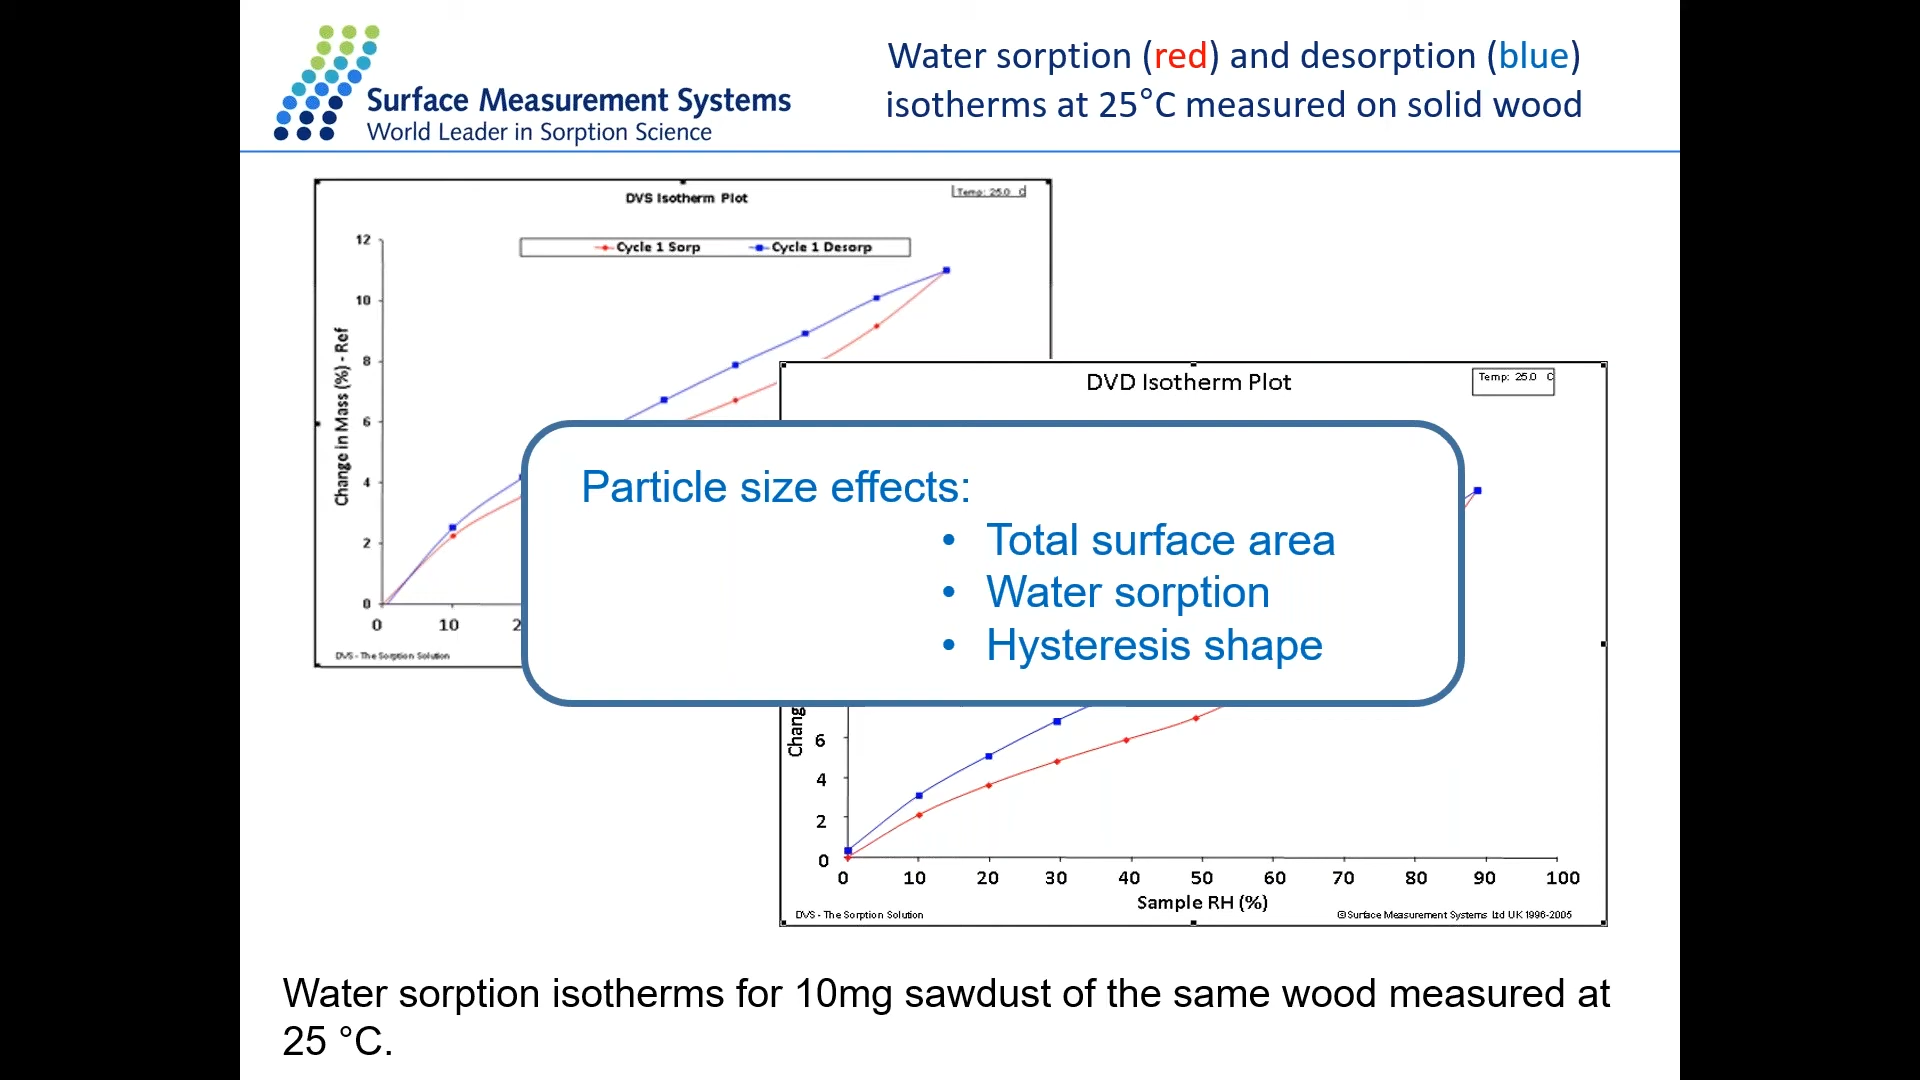 Surface Measurement Systems
World Leader in Sorption Science
Water sorption (red) and desorption (blue)
isotherms at 25°C measured on solid wood
DVS Isotherm Plot
Temp: 25.0 C
Cycle 1 Sorp
Cycle 1 Desorp
Change in Mass (%) - Ref
12
10
8
6
4
2
0
0 10 2
DVS - The Sorption Solution
DVD Isotherm Plot
Temp: 25.0 C
Particle size effects:
• Total surface area
• Water sorption
• Hysteresis shape
Chang
6
4
2
0
0 10 20 30 40 50 60 70 80 90 100
Sample RH (%)
DVS - The Sorption Solution
©Surface Measurement Systems Ltd UK 1996-2005
Water sorption isotherms for 10mg sawdust of the same wood measured at
25 °C.